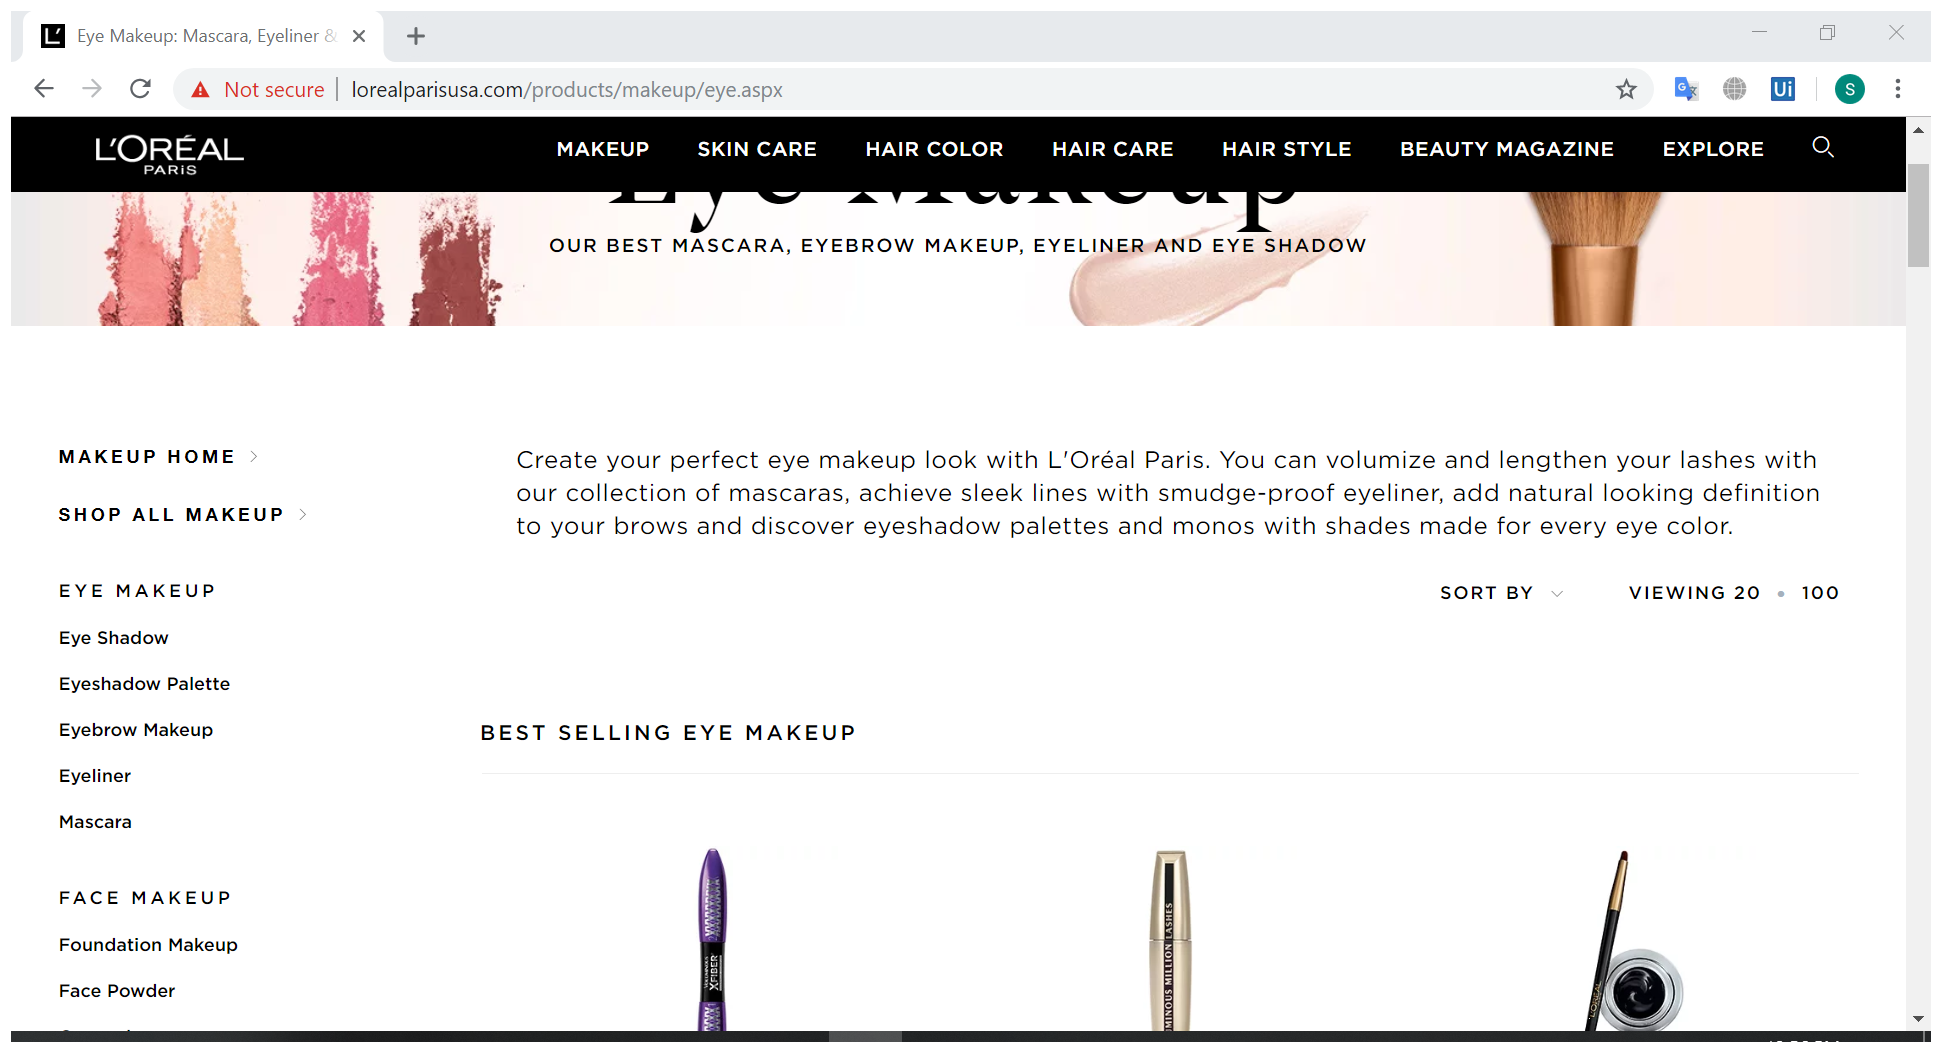 Eye Makeup: Mascara, Eyeliner &
Not secure | lorealparisusa.com/products/makeup/eye.aspx
Ui
S
L'ORÉAL
PARIS
MAKEUP SKIN CARE HAIR COLOR HAIR CARE HAIR STYLE BEAUTY MAGAZINE EXPLORE
Eye Makeup
OUR BEST MASCARA, EYEBROW MAKEUP, EYELINER AND EYE SHADOW
MAKEUP HOME
SHOP ALL MAKEUP
EYE MAKEUP
Eye Shadow
Eyeshadow Palette
Eyebrow Makeup
Eyeliner
Mascara
FACE MAKEUP
Foundation Makeup
Face Powder
Create your perfect eye makeup look with L'Oréal Paris. You can volumize and lengthen your lashes with
our collection of mascaras, achieve sleek lines with smudge-proof eyeliner, add natural looking definition
to your brows and discover eyeshadow palettes and monos with shades made for every eye color.
SORT BY VIEWING 20 • 100
BEST SELLING EYE MAKEUP
XFIBER
MILLION LASHES
L'ORÉAL